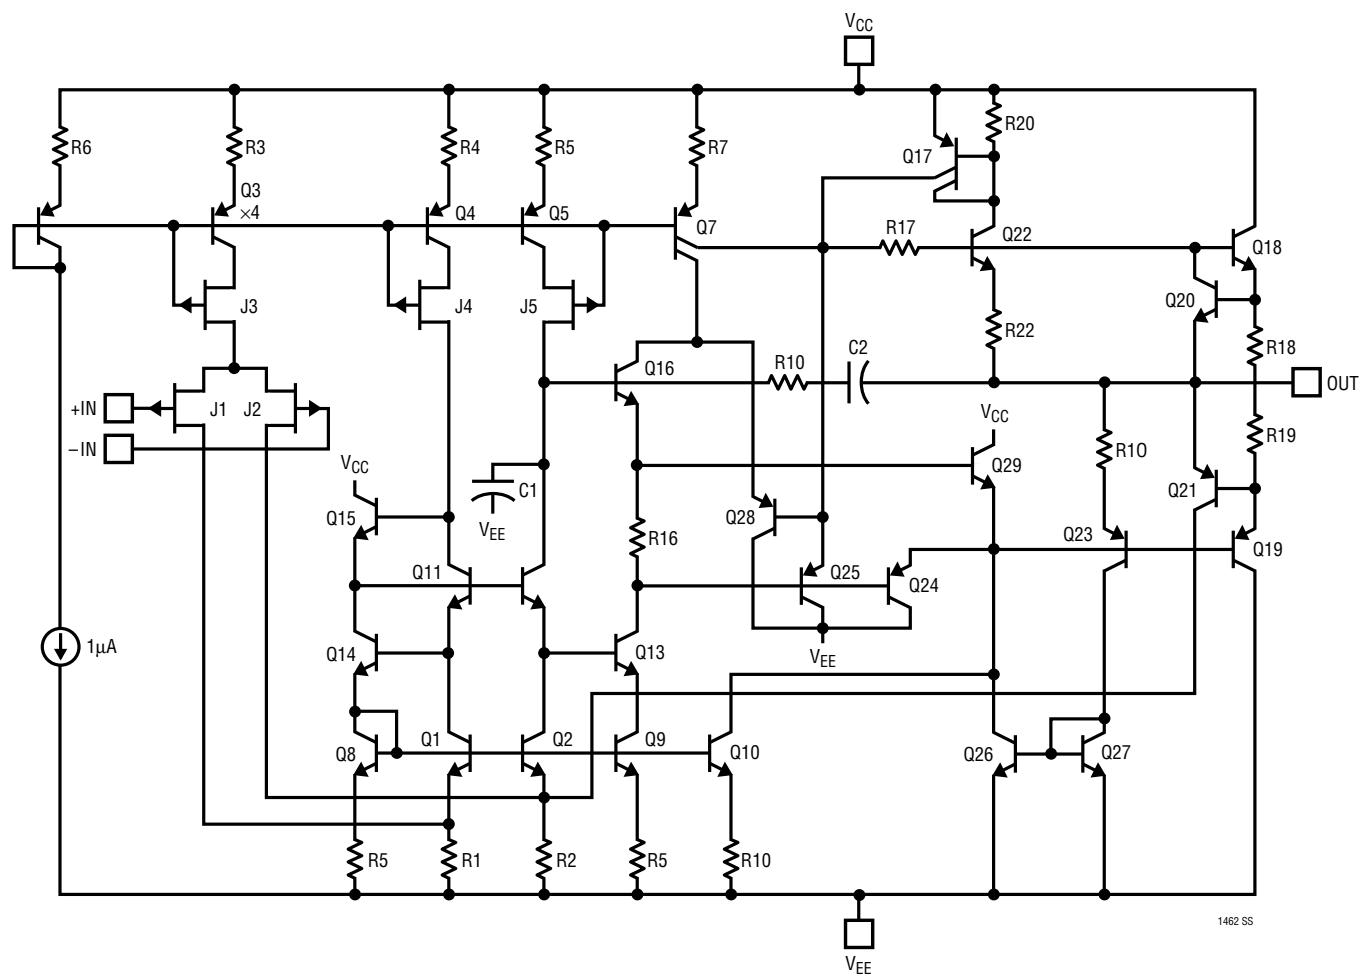 VCC
R6
R3
R4
R5
R7
R20
Q17
Q3
×4
Q4
Q5
Q7
R17
Q22
Q18
Q20
J3
J4
J5
R22
R18
Q16
R10
C2
OUT
+IN
J1
J2
–IN
VCC
R19
R10
Q29
VCC
C1
Q21
Q15
VEE
Q28
R16
Q23
Q19
Q11
Q25
Q24
1µA
Q14
Q13
VEE
Q8
Q1
Q2
Q9
Q10
Q26
Q27
R5
R1
R2
R5
R10
1462 SS
VEE